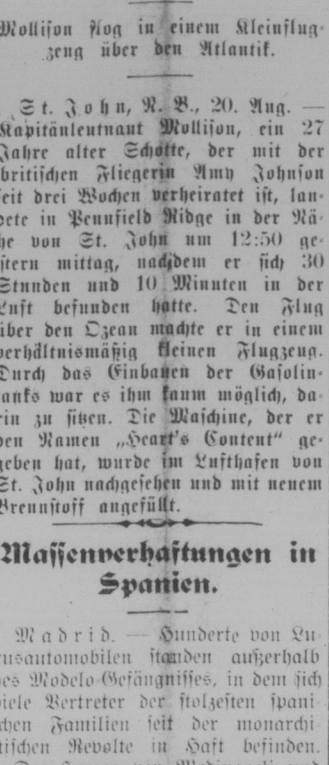 Mollison flog in einem Kleinflug-
zeug über den Atlantik.
St. John, N. B., 20. Aug. —
Kapitänleutnant Mollison, ein 27
Jahre alter Schotte, der mit der
britischen Fliegerin Amy Johnson
seit drei Wochen verheiratet ist, lan-
dete in Pennfield Ridge in der Nä-
he von St. John um 12:50 ge-
stern mittag, nachdem er sich 30
Stunden und 10 Minuten in der
Luft befunden hatte. Den Flug
über den Ozean machte er in einem
verhältnismäßig kleinen Flugzeug.
Durch das Einbauen der Gasolin-
tanks war es ihm kaum möglich, da-
rin zu sitzen. Die Maschine, der er
den Namen „Heart's Content“ ge-
geben hat, wurde im Lufthafen von
St. John nachgesehen und mit neuem
Brennstoff angefüllt.
Massenverhaftungen in
Spanien.
Madrid. — Hunderte von Lu-
xusautomobilen standen außerhalb
des Modelo-Gefängnisses, in dem sich
viele Vertreter der stolzesten spani-
schen Familien seit der monarchi-
stischen Revolte in Haft befinden.